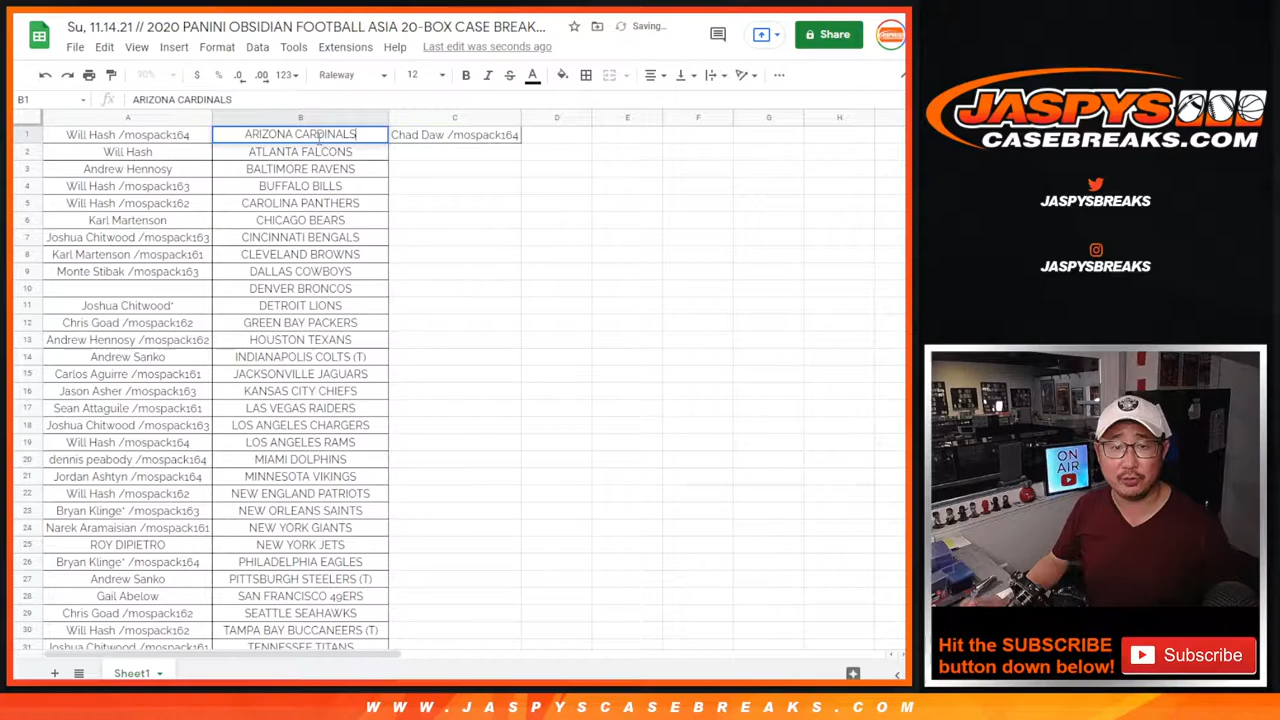 Su, 11.14.21 // 2020 PANINI OBSIDIAN FOOTBALL ASIA 20-BOX CASE BREAK...
Saving...
File Edit View Insert Format Data Tools Extensions Help Last edit was seconds ago
Share
90% $ % .0 .00 123 Raleway 12 B I S A
B1 fx ARIZONA CARDINALS
A B C D E F G H
1 Will Hash /mospack164 ARIZONA CARDINALS Chad Daw /mospack164
2 Will Hash ATLANTA FALCONS
3 Andrew Hennosy BALTIMORE RAVENS
4 Will Hash /mospack163 BUFFALO BILLS
5 Will Hash /mospack162 CAROLINA PANTHERS
6 Karl Martenson CHICAGO BEARS
7 Joshua Chitwood /mospack163 CINCINNATI BENGALS
8 Karl Martenson /mospack161 CLEVELAND BROWNS
9 Monte Stibak /mospack163 DALLAS COWBOYS
10 DENVER BRONCOS
11 Joshua Chitwood* DETROIT LIONS
12 Chris Goad /mospack162 GREEN BAY PACKERS
13 Andrew Hennosy /mospack162 HOUSTON TEXANS
14 Andrew Sanko INDIANAPOLIS COLTS (T)
15 Carlos Aguirre /mospack161 JACKSONVILLE JAGUARS
16 Jason Asher /mospack163 KANSAS CITY CHIEFS
17 Sean Attaguile /mospack161 LAS VEGAS RAIDERS
18 Joshua Chitwood /mospack163 LOS ANGELES CHARGERS
19 Will Hash /mospack164 LOS ANGELES RAMS
20 dennis peabody /mospack164 MIAMI DOLPHINS
21 Jordan Ashtyn /mospack164 MINNESOTA VIKINGS
22 Will Hash /mospack162 NEW ENGLAND PATRIOTS
23 Bryan Klinge* /mospack163 NEW ORLEANS SAINTS
24 Narek Aramaisian /mospack161 NEW YORK GIANTS
25 ROY DIPIETRO NEW YORK JETS
26 Bryan Klinge* /mospack164 PHILADELPHIA EAGLES
27 Andrew Sanko PITTSBURGH STEELERS (T)
28 Gail Abelow SAN FRANCISCO 49ERS
29 Chris Goad /mospack162 SEATTLE SEAHAWKS
30 Will Hash /mospack162 TAMPA BAY BUCCANEERS (T)
31 Joshua Chitwood /mospack161 TENNESSEE TITANS
Sheet1
JASPYS
CASEBREAKS.COM
JASPYSBREAKS
JASPYSBREAKS
ON
AIR
Hit the SUBSCRIBE
button down below!
Subscribe
WWW.JASPYSCASEBREAKS.COM